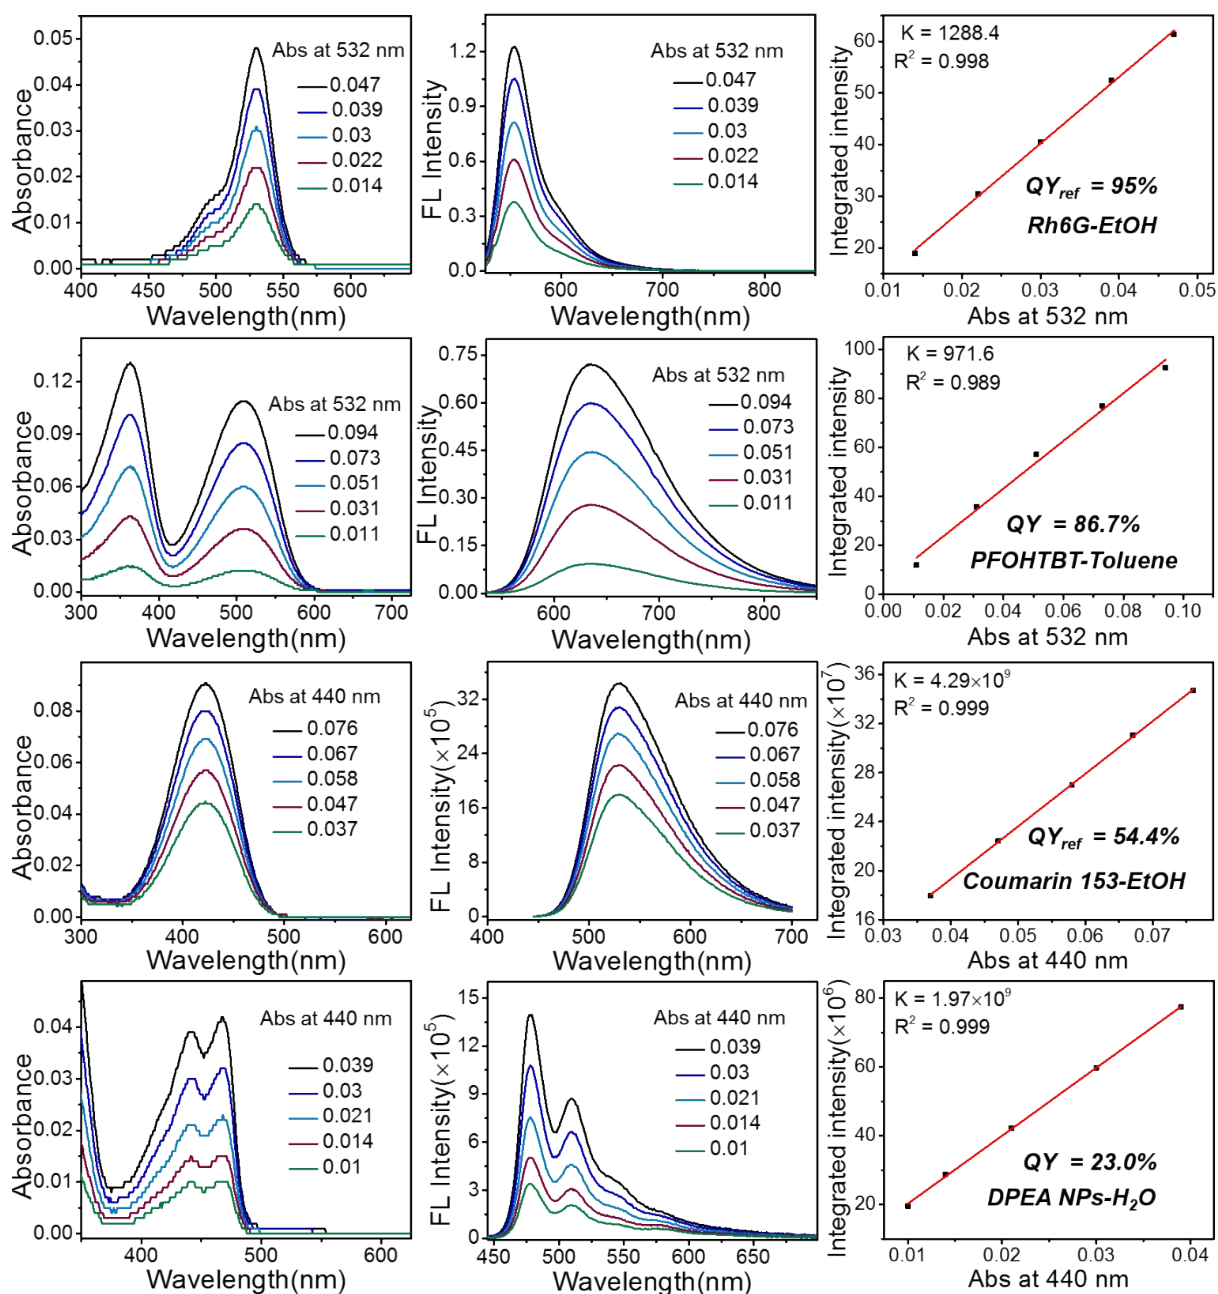 Absorbance
0.05
0.04
0.03
0.02
0.01
0.00
Abs at 532 nm
0.047
0.039
0.03
0.022
0.014
400 450 500 550 600
Wavelength(nm)
FL Intensity
1.2
0.9
0.6
0.3
0.0
Abs at 532 nm
0.047
0.039
0.03
0.022
0.014
600 700 800
Wavelength(nm)
Integrated intensity
60
50
40
30
20
K = 1288.4
R² = 0.998
QYref = 95%
Rh6G-EtOH
0.01 0.02 0.03 0.04 0.05
Abs at 532 nm
Absorbance
0.12
0.09
0.06
0.03
0.00
Abs at 532 nm
0.094
0.073
0.051
0.031
0.011
300 400 500 600 700
Wavelength(nm)
FL Intensity
0.75
0.60
0.45
0.30
0.15
0.00
Abs at 532 nm
0.094
0.073
0.051
0.031
0.011
600 700 800
Wavelength(nm)
Integrated intensity
100
80
60
40
20
0
K = 971.6
R² = 0.989
QY = 86.7%
PFOHTBT-Toluene
0.00 0.02 0.04 0.06 0.08 0.10
Abs at 532 nm
Absorbance
0.08
0.06
0.04
0.02
0.00
Abs at 440 nm
0.076
0.067
0.058
0.047
0.037
300 400 500 600
Wavelength(nm)
FL Intensity(×10⁵)
32
24
16
8
0
Abs at 440 nm
0.076
0.067
0.058
0.047
0.037
400 500 600 700
Wavelength(nm)
Integrated intensity(×10⁷)
36
32
28
24
20
16
K = 4.29×10⁹
R² = 0.999
QYref = 54.4%
Coumarin 153-EtOH
0.03 0.04 0.05 0.06 0.07
Abs at 440 nm
Absorbance
0.04
0.03
0.02
0.01
0.00
Abs at 440 nm
0.039
0.03
0.021
0.014
0.01
400 500 600
Wavelength(nm)
FL Intensity(×10⁵)
15
12
9
6
3
0
Abs at 440 nm
0.039
0.03
0.021
0.014
0.01
450 500 550 600 650 700
Wavelength(nm)
Integrated intensity(×10⁶)
80
60
40
20
K = 1.97×10⁹
R² = 0.999
QY = 23.0%
DPEA NPs-H₂O
0.01 0.02 0.03 0.04
Abs at 440 nm